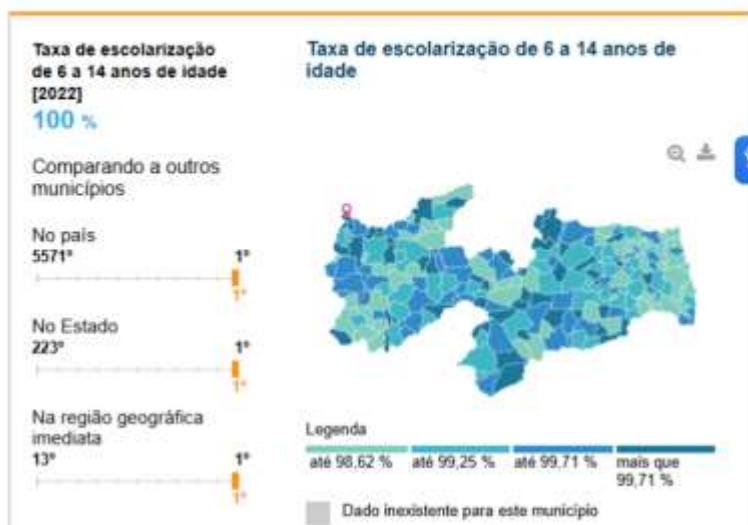 Taxa de escolarização
de 6 a 14 anos de idade
[2022]
100 %
Comparando a outros
municípios
No país
5571º 1º
1º
No Estado
223º 1º
1º
Na região geográfica
imediata
13º 1º
1º
Taxa de escolarização de 6 a 14 anos de
idade
Legenda
até 98,62 % até 99,25 % até 99,71 % mais que
99,71 %
Dado inexistente para este município